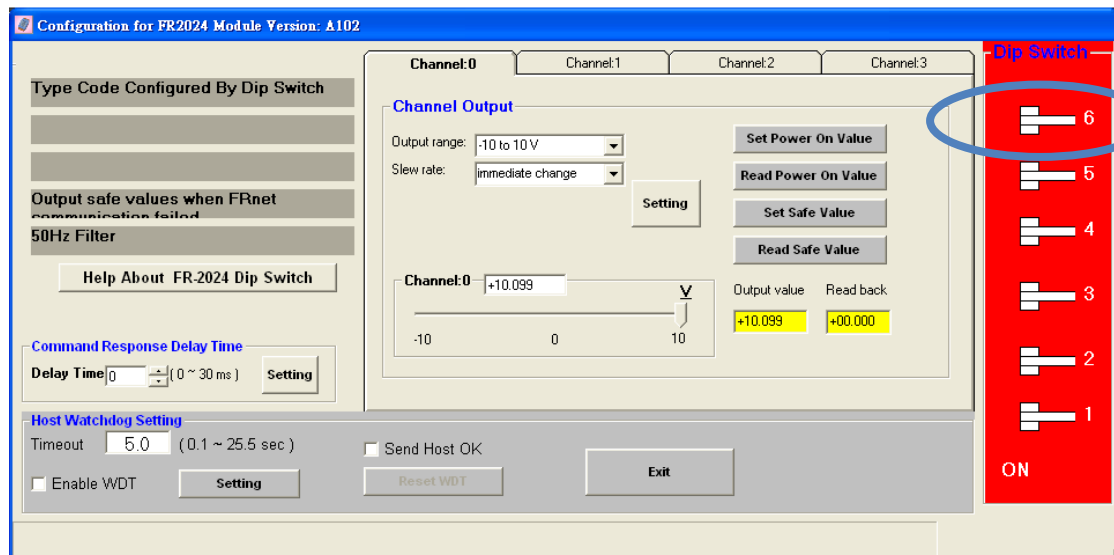 Configuration for FR2024 Module Version: A102
Type Code Configured By Dip Switch
Output safe values when FRnet
communication failed
50Hz Filter
Help About FR-2024 Dip Switch
Command Response Delay Time
Delay Time 0 ( 0 ~ 30 ms ) Setting
Channel:0 Channel:1 Channel:2 Channel:3
Channel Output
Output range: -10 to 10 V
Slew rate: immediate change
Setting
Set Power On Value
Read Power On Value
Set Safe Value
Read Safe Value
Channel:0 +10.099
V
-10 0 10
Output value Read back
+10.099 +00.000
Host Watchdog Setting
Timeout 5.0 ( 0.1 ~ 25.5 sec )
Enable WDT Setting
Send Host OK
Reset WDT
Exit
Dip Switch
6
5
4
3
2
1
ON